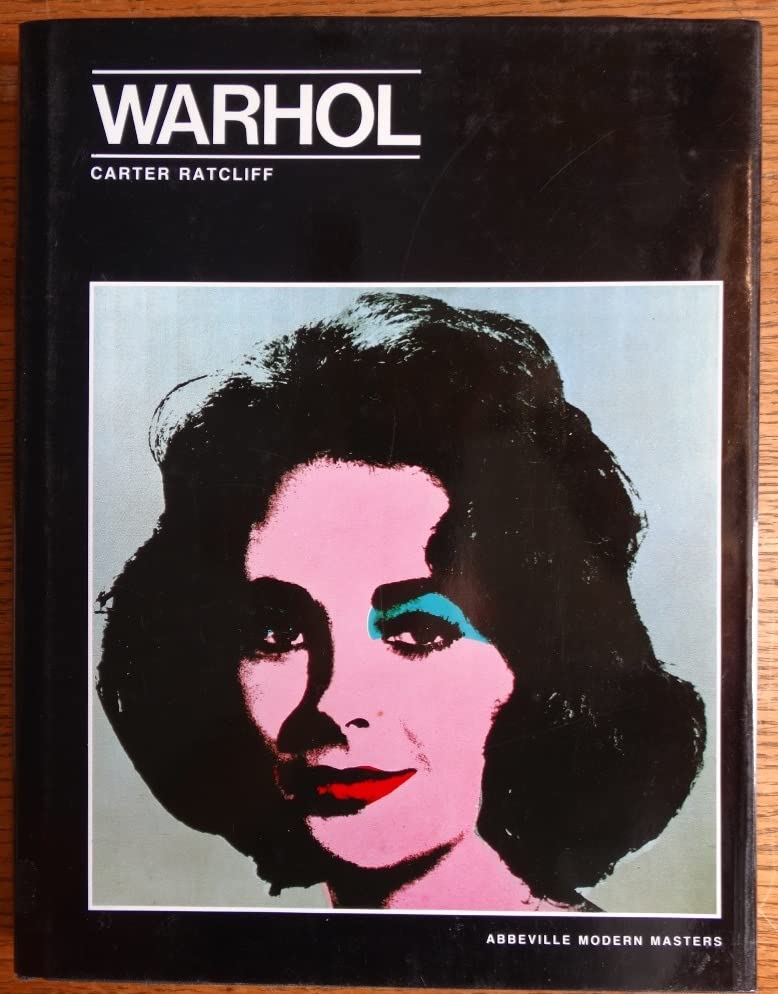 WARHOL
CARTER RATCLIFF
ABBEVILLE MODERN MASTERS